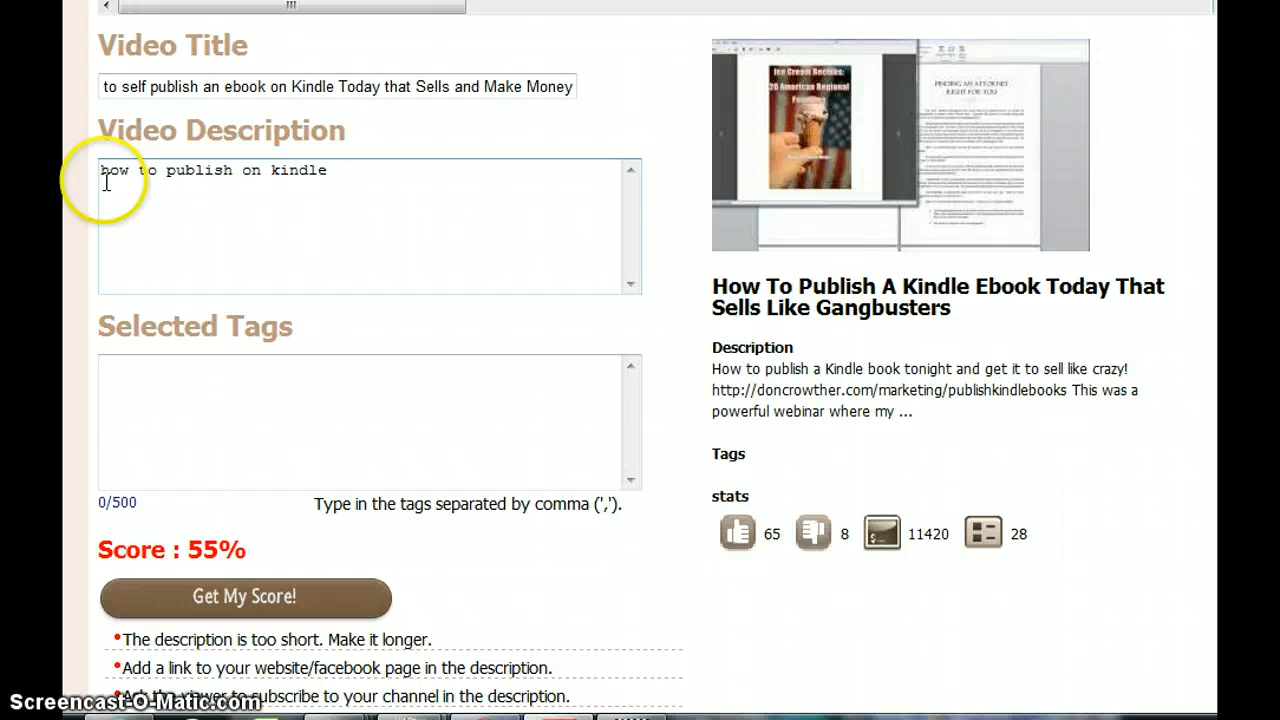 Video Title
to self publish an ebook on Kindle Today that Sells and Make Money
Video Description
how to publish on kindle
Selected Tags
0/500
Type in the tags separated by comma (',').
Score : 55%
Get My Score!
The description is too short. Make it longer.
Add a link to your website/facebook page in the description.
Ask the viewer to subscribe to your channel in the description.
Ice Cream Recipes:
20 American Regional
Favorites
FINDING AN ATTORNEY
RIGHT FOR YOU
How To Publish A Kindle Ebook Today That
Sells Like Gangbusters
Description
How to publish a Kindle book tonight and get it to sell like crazy!
http://doncrowther.com/marketing/publishkindlebooks This was a
powerful webinar where my ...
Tags
stats
65
8
11420
28
Screencast-O-Matic.com